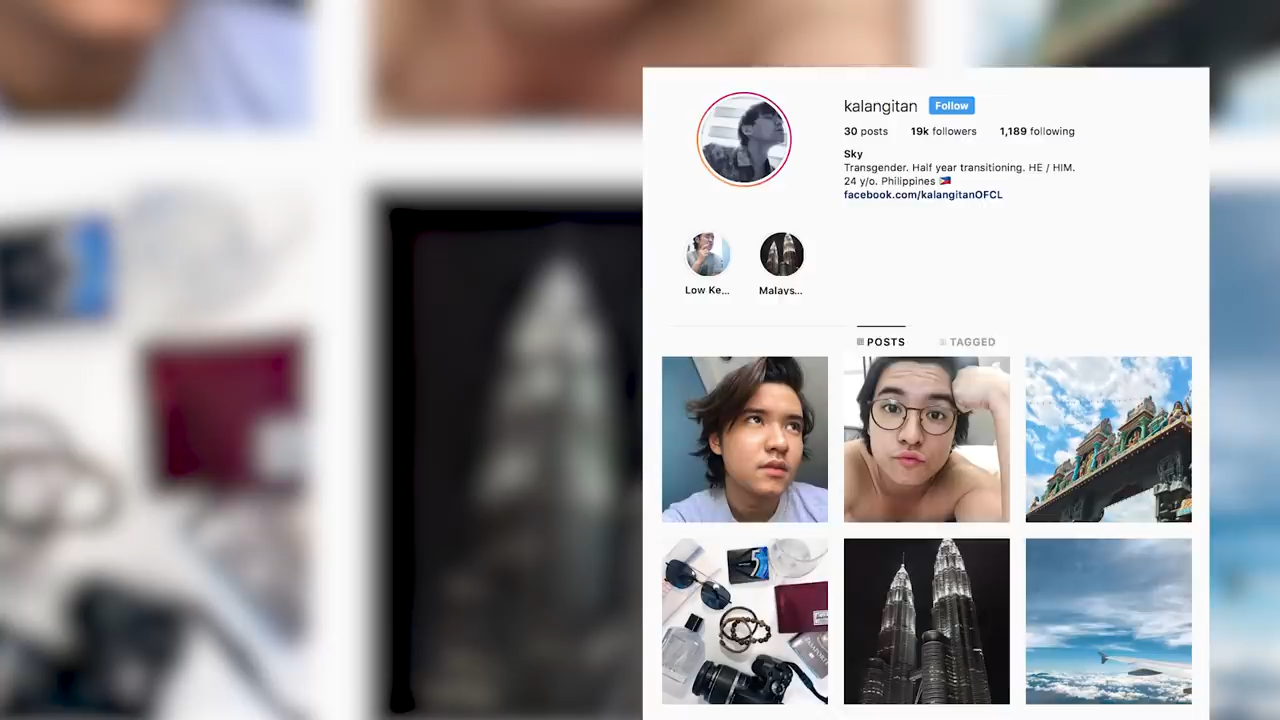 kalangitan Follow
30 posts 19k followers 1,189 following
Sky
Transgender. Half year transitioning. HE / HIM.
24 y/o. Philippines 🇵🇭
facebook.com/kalangitanOFCL
Low Ke... Malays...
POSTS TAGGED